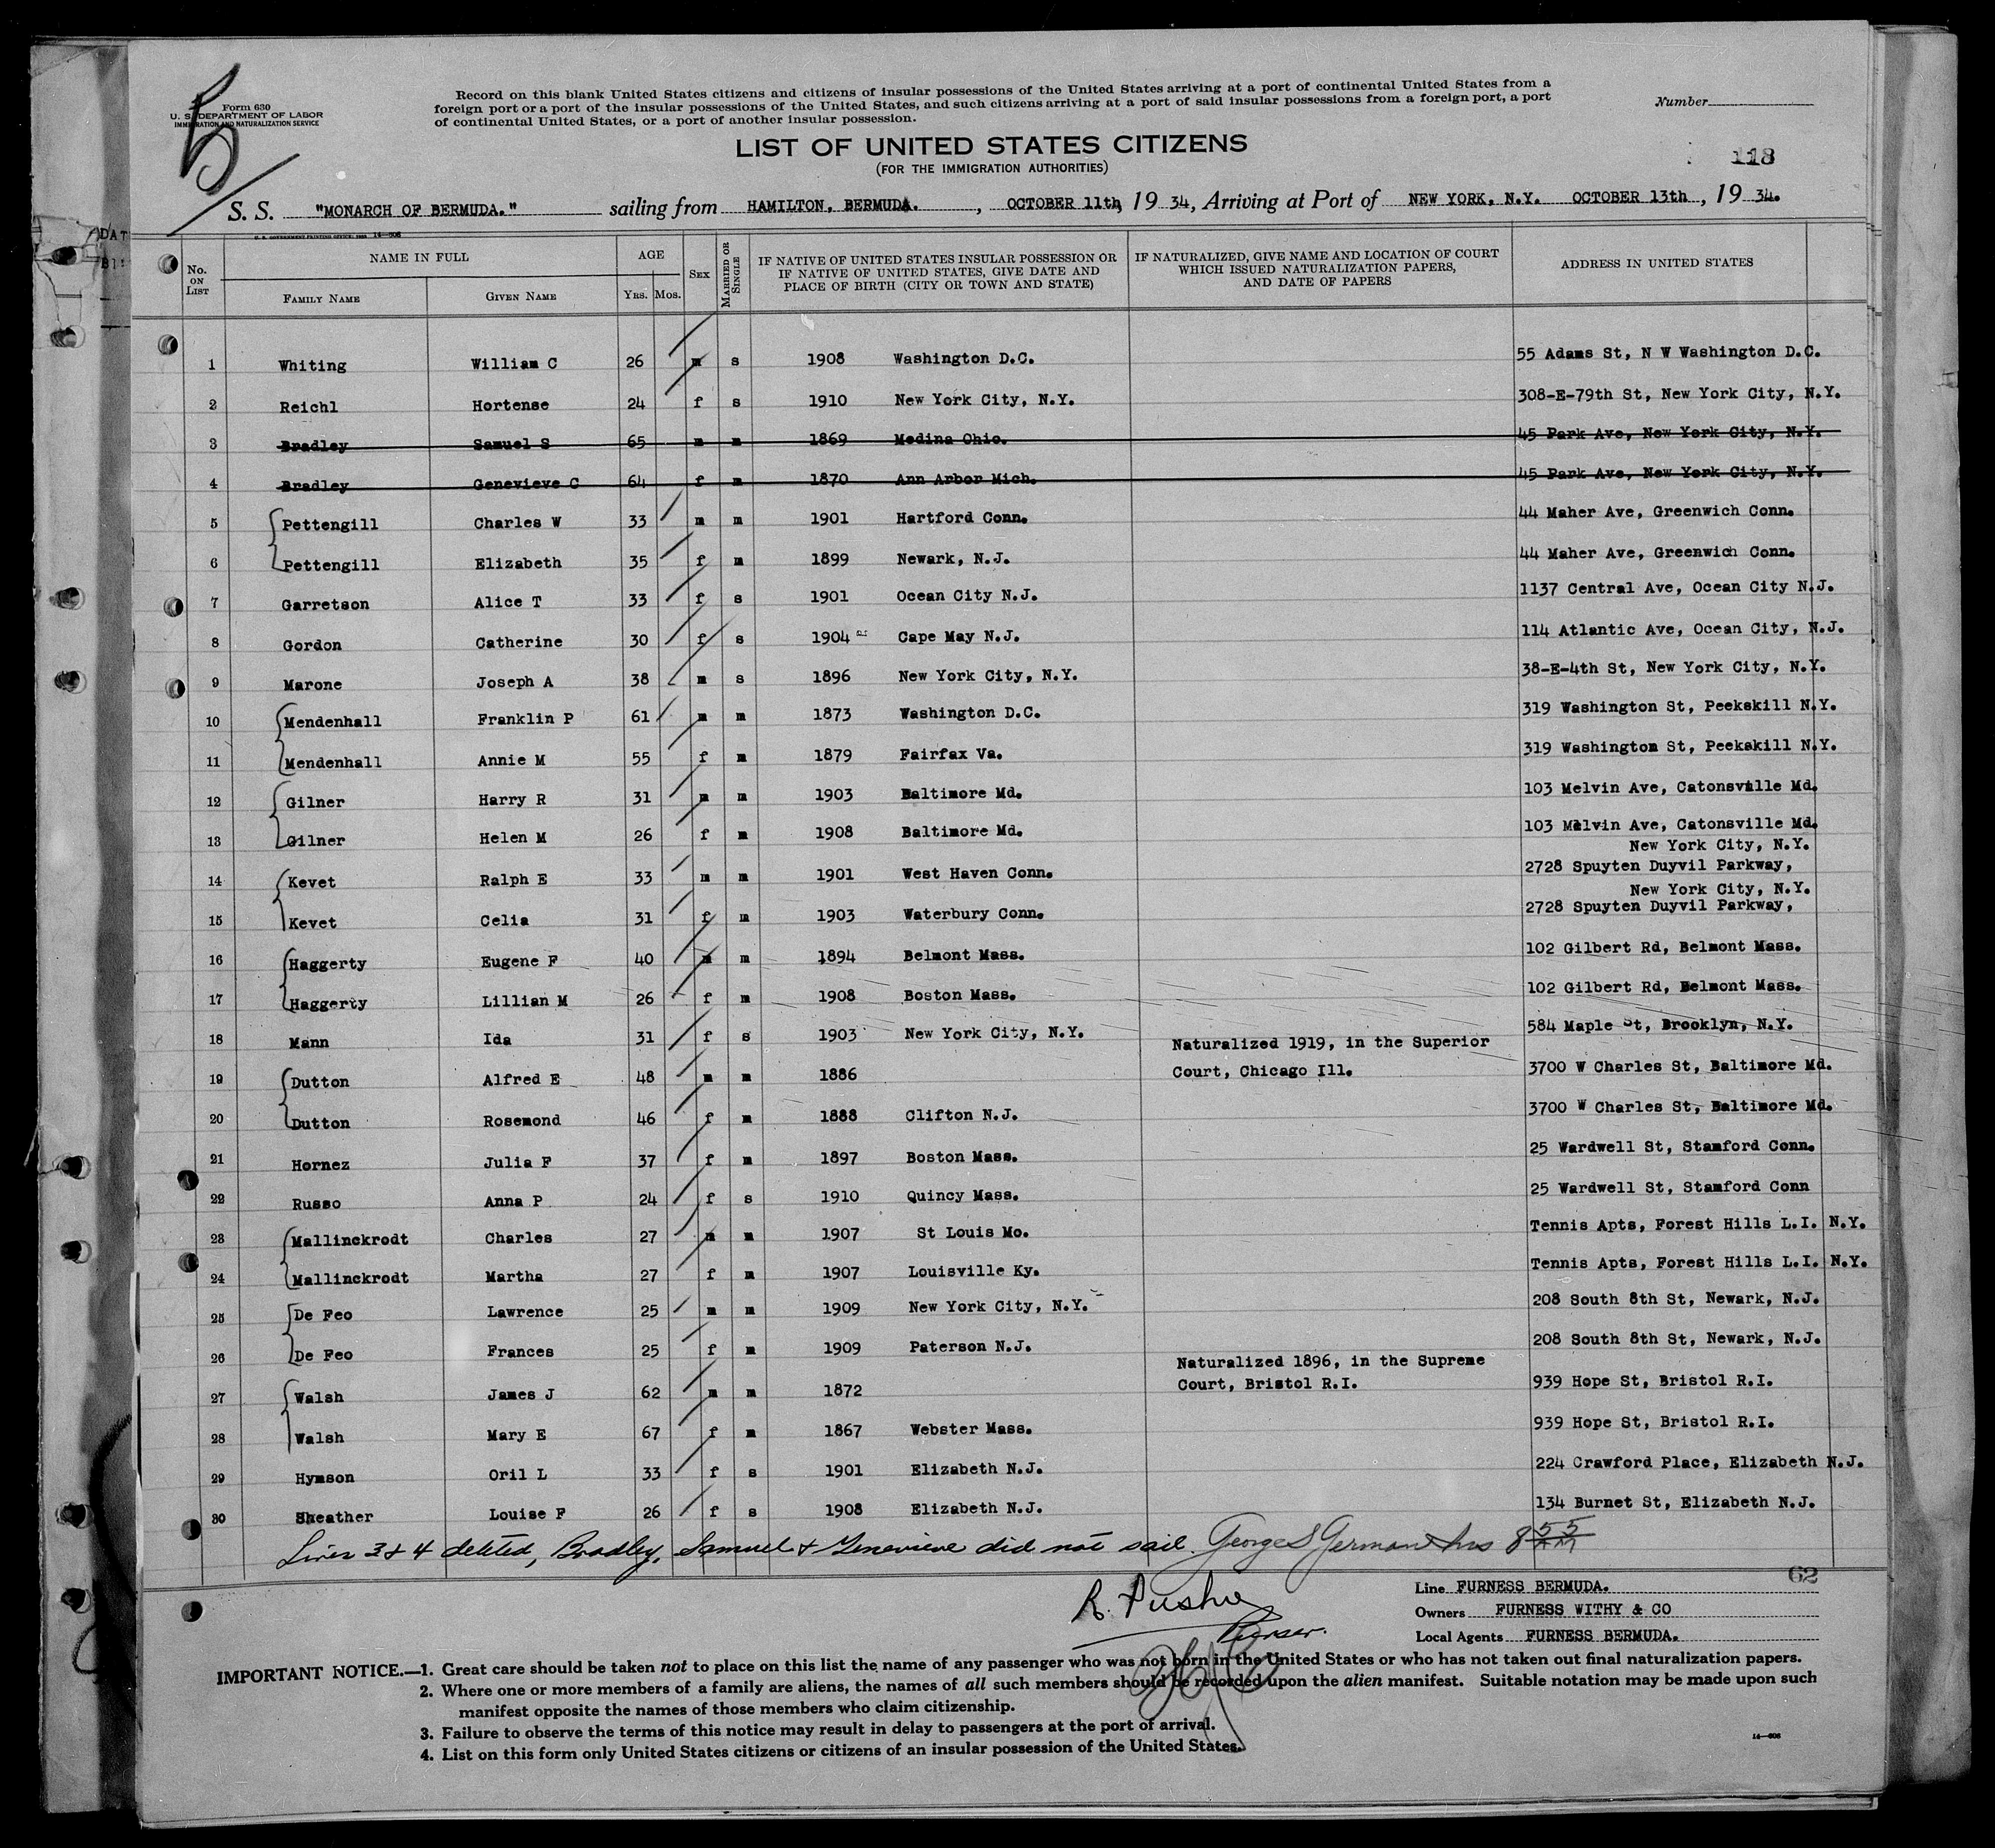 Form 630
U. S. DEPARTMENT OF LABOR
IMMIGRATION AND NATURALIZATION SERVICE
Record on this blank United States citizens and citizens of insular possessions of the United States arriving at a port of continental United States from a
foreign port or a port of the insular possessions of the United States, and such citizens arriving at a port of said insular possessions from a foreign port, a port
of continental United States, or a port of another insular possession.
Number
LIST OF UNITED STATES CITIZENS
(FOR THE IMMIGRATION AUTHORITIES)
118
S. S. "MONARCH OF BERMUDA." sailing from HAMILTON, BERMUDA. , OCTOBER 11th, 19 34, Arriving at Port of NEW YORK, N.Y. OCTOBER 13th, 19 34.
No. ON LIST NAME IN FULL AGE SEX MARRIED OR SINGLE IF NATIVE OF UNITED STATES INSULAR POSSESSION OR IF NATIVE OF UNITED STATES, GIVE DATE AND PLACE OF BIRTH (CITY OR TOWN AND STATE) IF NATURALIZED, GIVE NAME AND LOCATION OF COURT WHICH ISSUED NATURALIZATION PAPERS, AND DATE OF PAPERS ADDRESS IN UNITED STATES
FAMILY NAME GIVEN NAME YRS. MOS.
1 Whiting William C 26 m s 1908 Washington D.C. 55 Adams St, N W Washington D.C.
2 Reichl Hortense 24 f s 1910 New York City, N.Y. 308-E-79th St, New York City, N.Y.
3 Bradley Samuel S 65 m m 1869 Medina Ohio. 45 Park Ave, New York City, N.Y.
4 Bradley Genevieve C 64 f m 1870 Ann Arbor Mich. 45 Park Ave, New York City, N.Y.
5 Pettengill Charles W 33 m m 1901 Hartford Conn. 44 Maher Ave, Greenwich Conn.
6 Pettengill Elizabeth 35 f m 1899 Newark, N.J. 44 Maher Ave, Greenwich Conn.
7 Garretson Alice T 33 f s 1901 Ocean City N.J. 1137 Central Ave, Ocean City N.J.
8 Gordon Catherine 30 f s 1904 Cape May N.J. 114 Atlantic Ave, Ocean City, N.J.
9 Marone Joseph A 38 m s 1896 New York City, N.Y. 38-E-4th St, New York City, N.Y.
10 Mendenhall Franklin P 61 m m 1873 Washington D.C. 319 Washington St, Peekskill N.Y.
11 Mendenhall Annie M 55 f m 1879 Fairfax Va. 319 Washington St, Peekskill N.Y.
12 Gilner Harry R 31 m m 1903 Baltimore Md. 103 Melvin Ave, Catonsville Md.
13 Gilner Helen M 26 f m 1908 Baltimore Md. 103 Melvin Ave, Catonsville Md.
New York City, N.Y.
14 Kevet Ralph E 33 m m 1901 West Haven Conn. 2728 Spuyten Duyvil Parkway,
New York City, N.Y.
15 Kevet Celia 31 f m 1903 Waterbury Conn. 2728 Spuyten Duyvil Parkway,
16 Haggerty Eugene F 40 m m 1894 Belmont Mass. 102 Gilbert Rd, Belmont Mass.
17 Haggerty Lillian M 26 f m 1908 Boston Mass. 102 Gilbert Rd, Belmont Mass.
18 Mann Ida 31 f s 1903 New York City, N.Y. 584 Maple St, Brooklyn, N.Y.
Naturalized 1919, in the Superior
19 Dutton Alfred E 48 m m 1886 Court, Chicago Ill. 3700 W Charles St, Baltimore Md.
20 Dutton Rosemond 46 f m 1888 Clifton N.J. 3700 W Charles St, Baltimore Md.
21 Hornez Julia F 37 f m 1897 Boston Mass. 25 Wardwell St, Stamford Conn.
22 Russo Anna P 24 f s 1910 Quincy Mass. 25 Wardwell St, Stamford Conn
23 Mallinckrodt Charles 27 m m 1907 St Louis Mo. Tennis Apts, Forest Hills L.I. N.Y.
24 Mallinckrodt Martha 27 f m 1907 Louisville Ky. Tennis Apts, Forest Hills L.I. N.Y.
25 De Feo Lawrence 25 m m 1909 New York City, N.Y. 208 South 8th St, Newark, N.J.
26 De Feo Frances 25 f m 1909 Paterson N.J. 208 South 8th St, Newark, N.J.
Naturalized 1896, in the Supreme
27 Walsh James J 62 m m 1872 Court, Bristol R.I. 939 Hope St, Bristol R.I.
28 Walsh Mary E 67 f m 1867 Webster Mass. 939 Hope St, Bristol R.I.
29 Hymson Oril L 33 f s 1901 Elizabeth N.J. 224 Crawford Place, Elizabeth N.J.
30 Sheather Louise F 26 f s 1908 Elizabeth N.J. 134 Burnet St, Elizabeth N.J.
Lines 3 & 4 deleted, Bradley, Samuel & Genevieve did not sail. George S German Ins
62
Line FURNESS BERMUDA.
Owners FURNESS WITHY & CO
Local Agents FURNESS BERMUDA.
Purser.
IMPORTANT NOTICE.—1. Great care should be taken not to place on this list the name of any passenger who was not born in the United States or who has not taken out final naturalization papers.
2. Where one or more members of a family are aliens, the names of all such members should be recorded upon the alien manifest. Suitable notation may be made upon such
manifest opposite the names of those members who claim citizenship.
3. Failure to observe the terms of this notice may result in delay to passengers at the port of arrival.
4. List on this form only United States citizens or citizens of an insular possession of the United States.